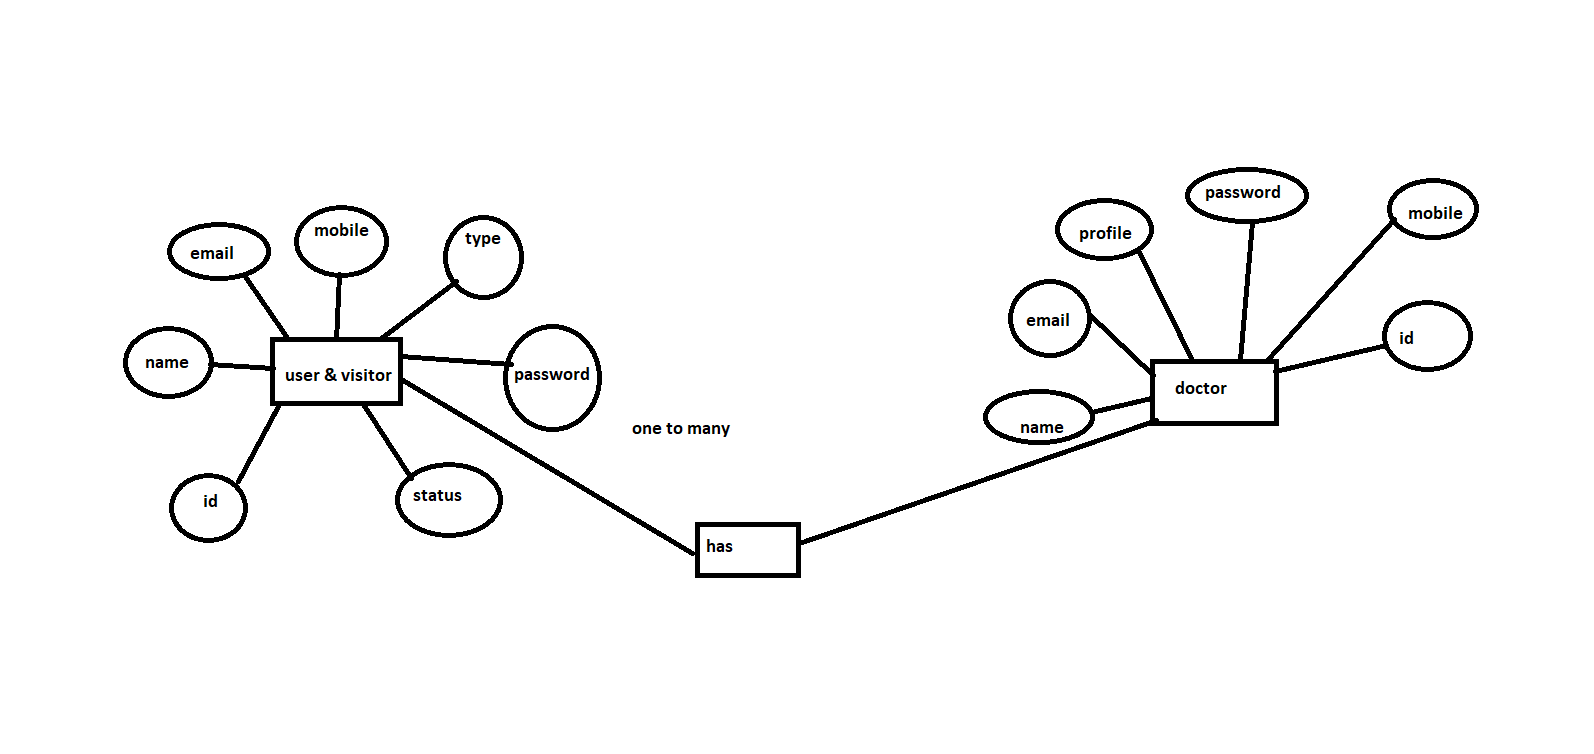 email
mobile
type
name
user & visitor
password
id
status
one to many
has
profile
password
mobile
email
id
doctor
name